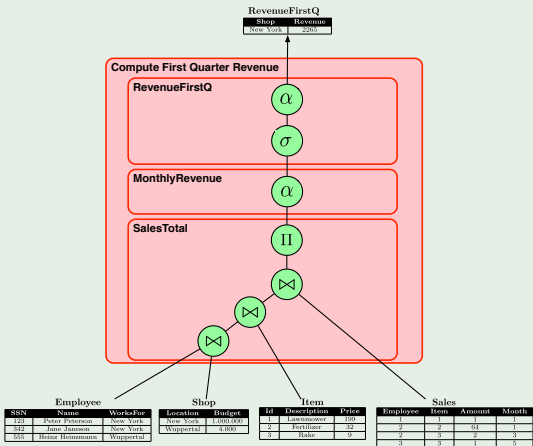 RevenueFirstQ
Shop Revenue
New York 2265
Compute First Quarter Revenue
RevenueFirstQ
α
σ
MonthlyRevenue
α
SalesTotal
Π
⋈
⋈
⋈
Employee
SSN Name WorksFor
123 Peter Peterson New York
342 Jane Jansson New York
555 Heinz Heinzmann Wuppertal
Shop
Location Budget
New York 1.000.000
Wuppertal 4.000
Item
Id Description Price
1 Lawnmower 199
2 Fertilizer 32
3 Rake 9
Sales
Employee Item Amount Month
1 1 1 1
2 2 64 1
2 3 2 3
3 3 1 5